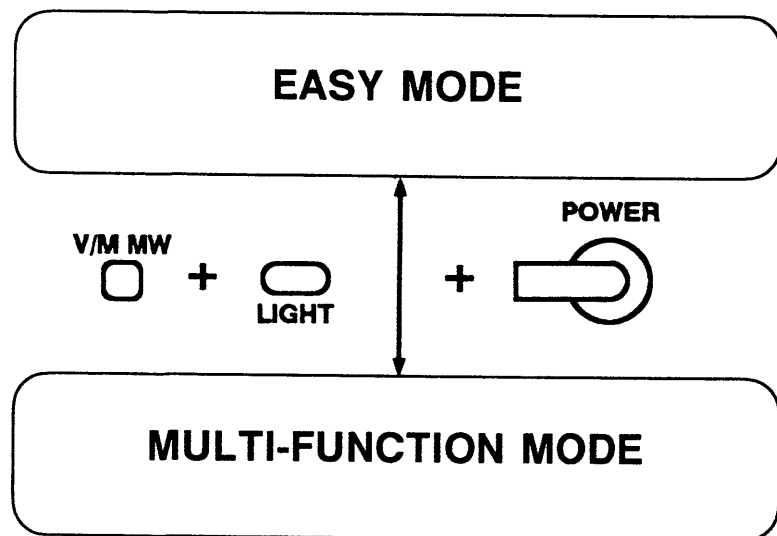 EASY MODE
POWER
V/M MW
+
+
LIGHT
MULTI-FUNCTION MODE